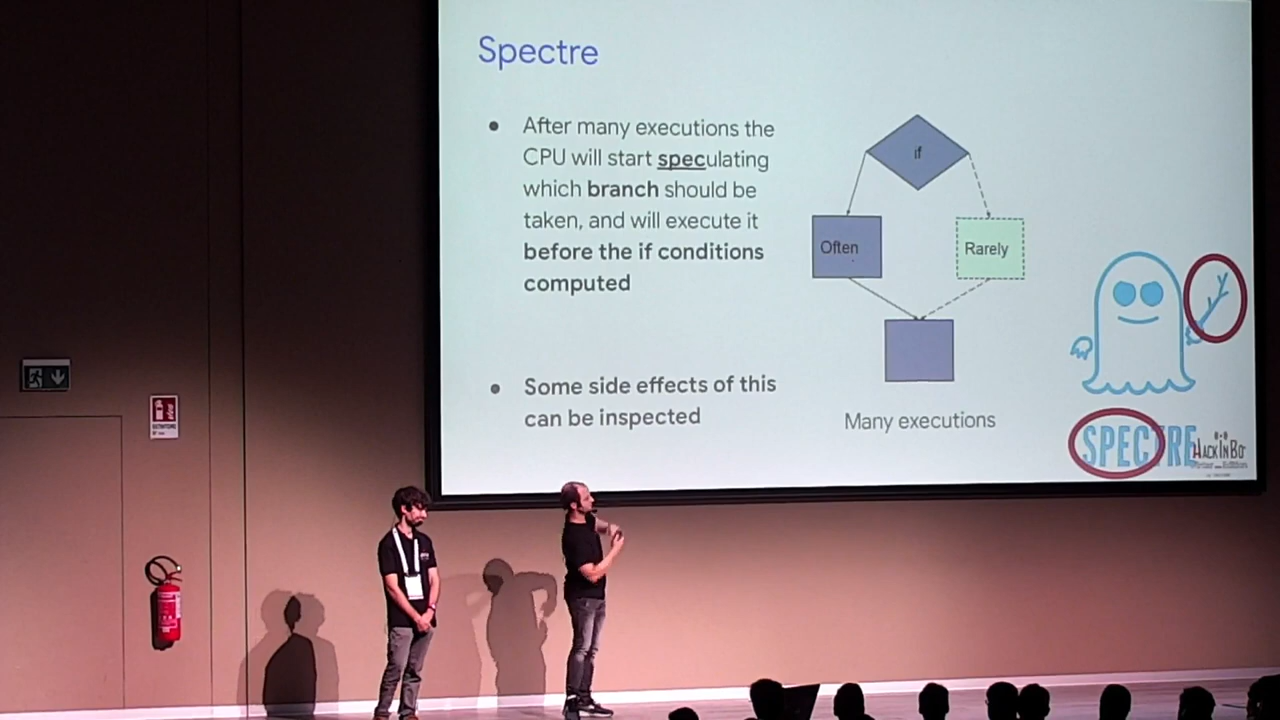 Spectre
After many executions the
CPU will start speculating
which branch should be
taken, and will execute it
before the if conditions
computed
Some side effects of this
can be inspected
if
Often
Rarely
Many executions
SPECTRE
HACKINBO